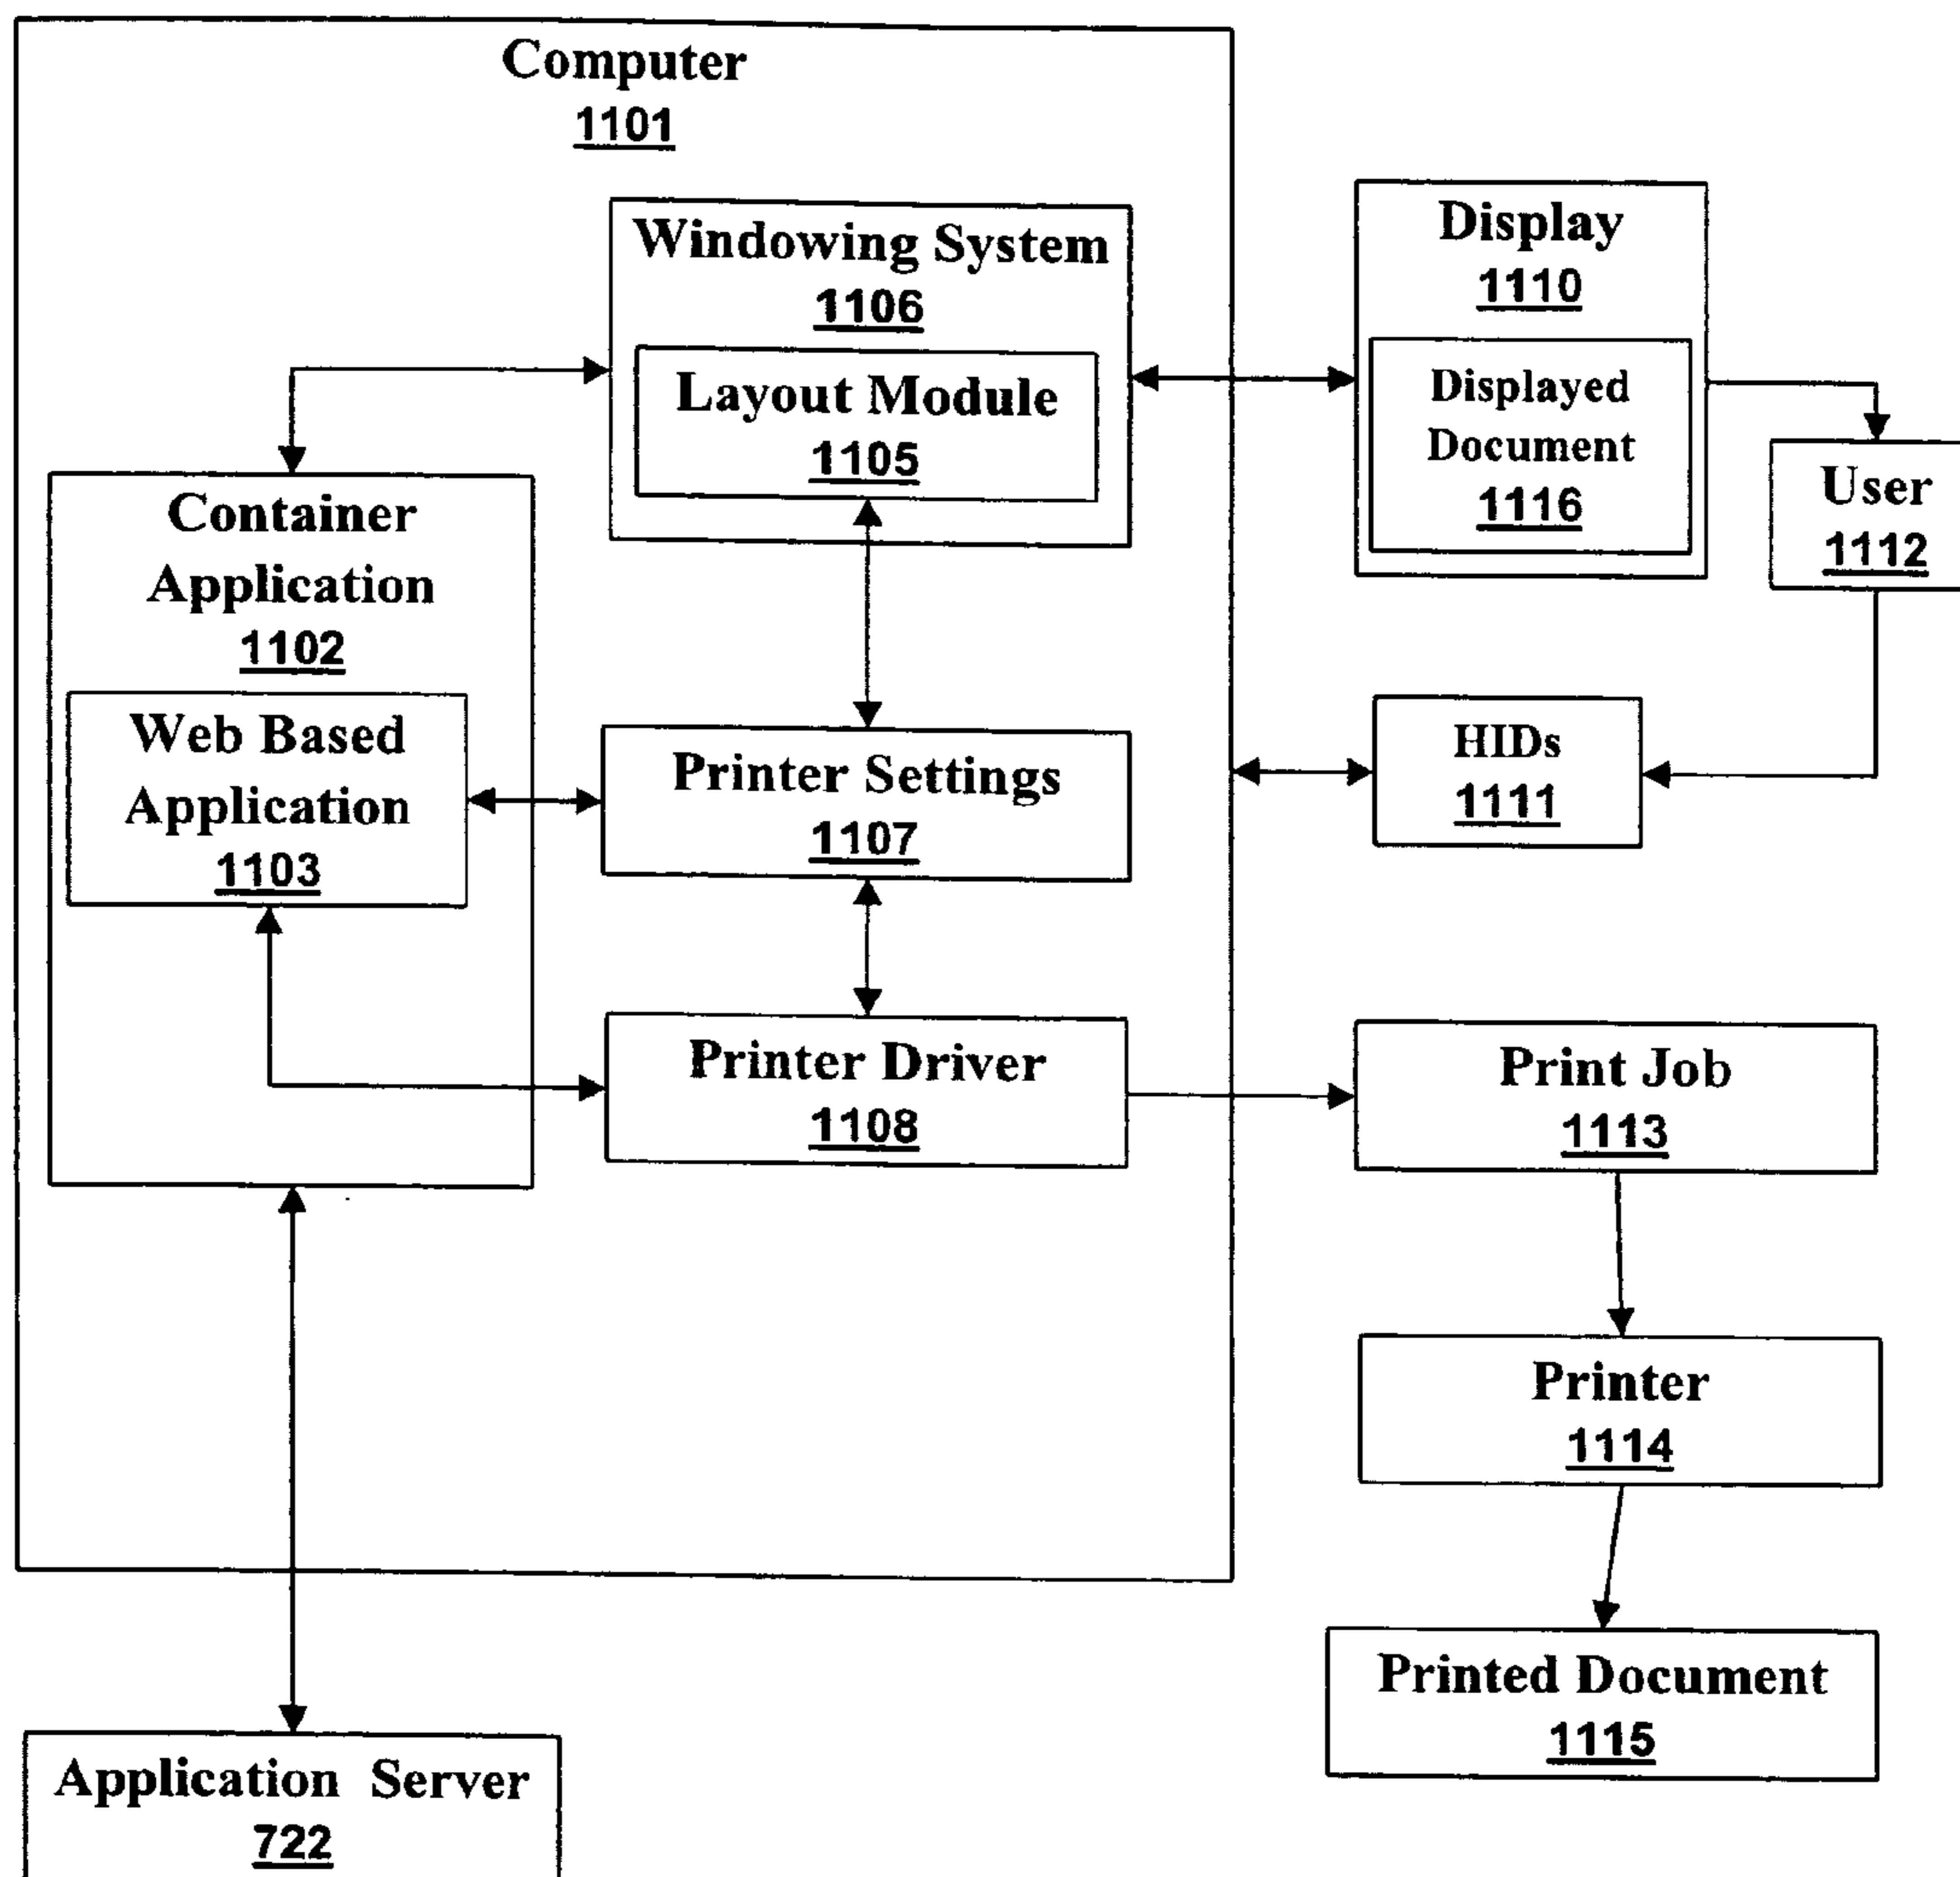 Computer
1101
Windowing System
1106
Layout Module
1105
Display
1110
Displayed
Document
1116
User
1112
Container
Application
1102
Web Based
Application
1103
Printer Settings
1107
HIDs
1111
Printer Driver
1108
Print Job
1113
Printer
1114
Printed Document
1115
Application Server
722